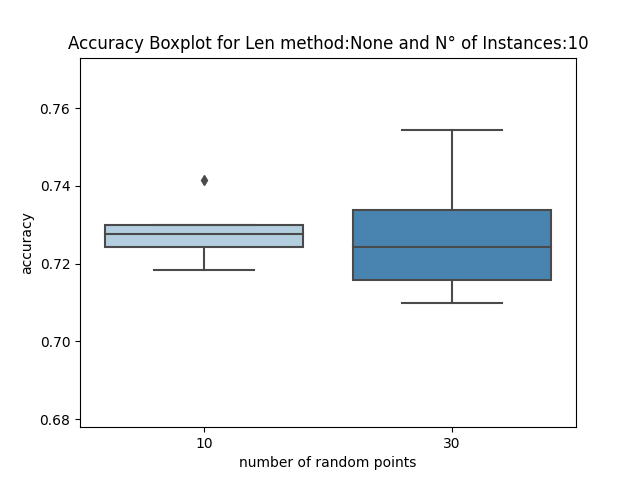 Accuracy Boxplot for Len method:None and N° of Instances:10
0.76
0.74
0.72
0.70
0.68
accuracy
10 30
number of random points